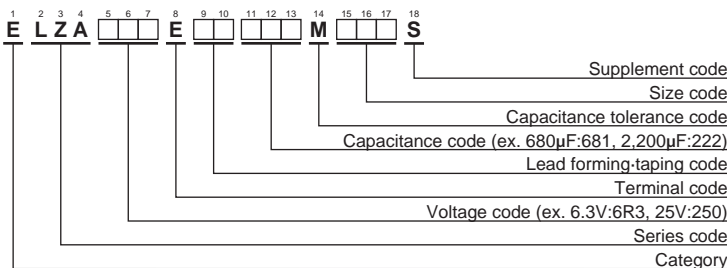 1 2 3 4 5 6 7 8 9 10 11 12 13 14 15 16 17 18
E L Z A E M S
Supplement code
Size code
Capacitance tolerance code
Capacitance code (ex. 680μF:681, 2,200μF:222)
Lead forming·taping code
Terminal code
Voltage code (ex. 6.3V:6R3, 25V:250)
Series code
Category